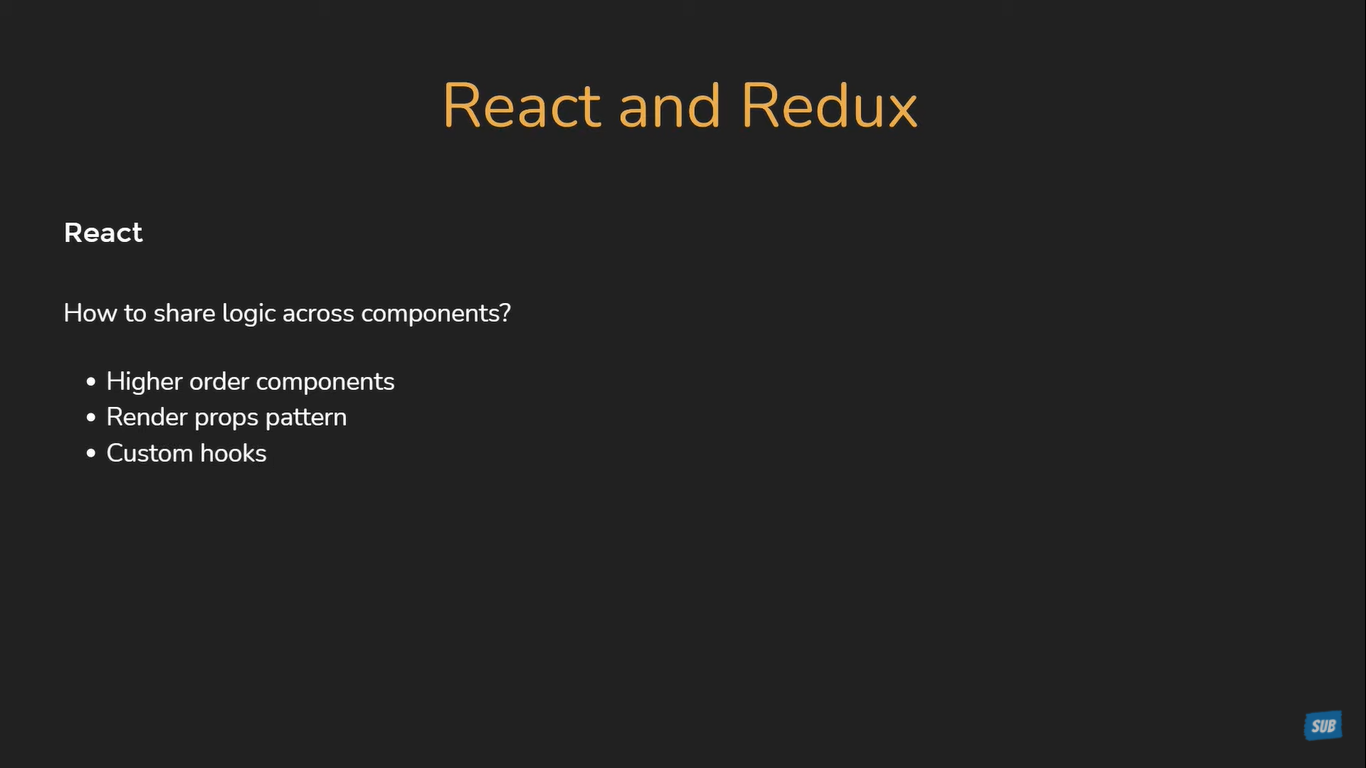 React and Redux
React
How to share logic across components?
Higher order components
Render props pattern
Custom hooks
SUB